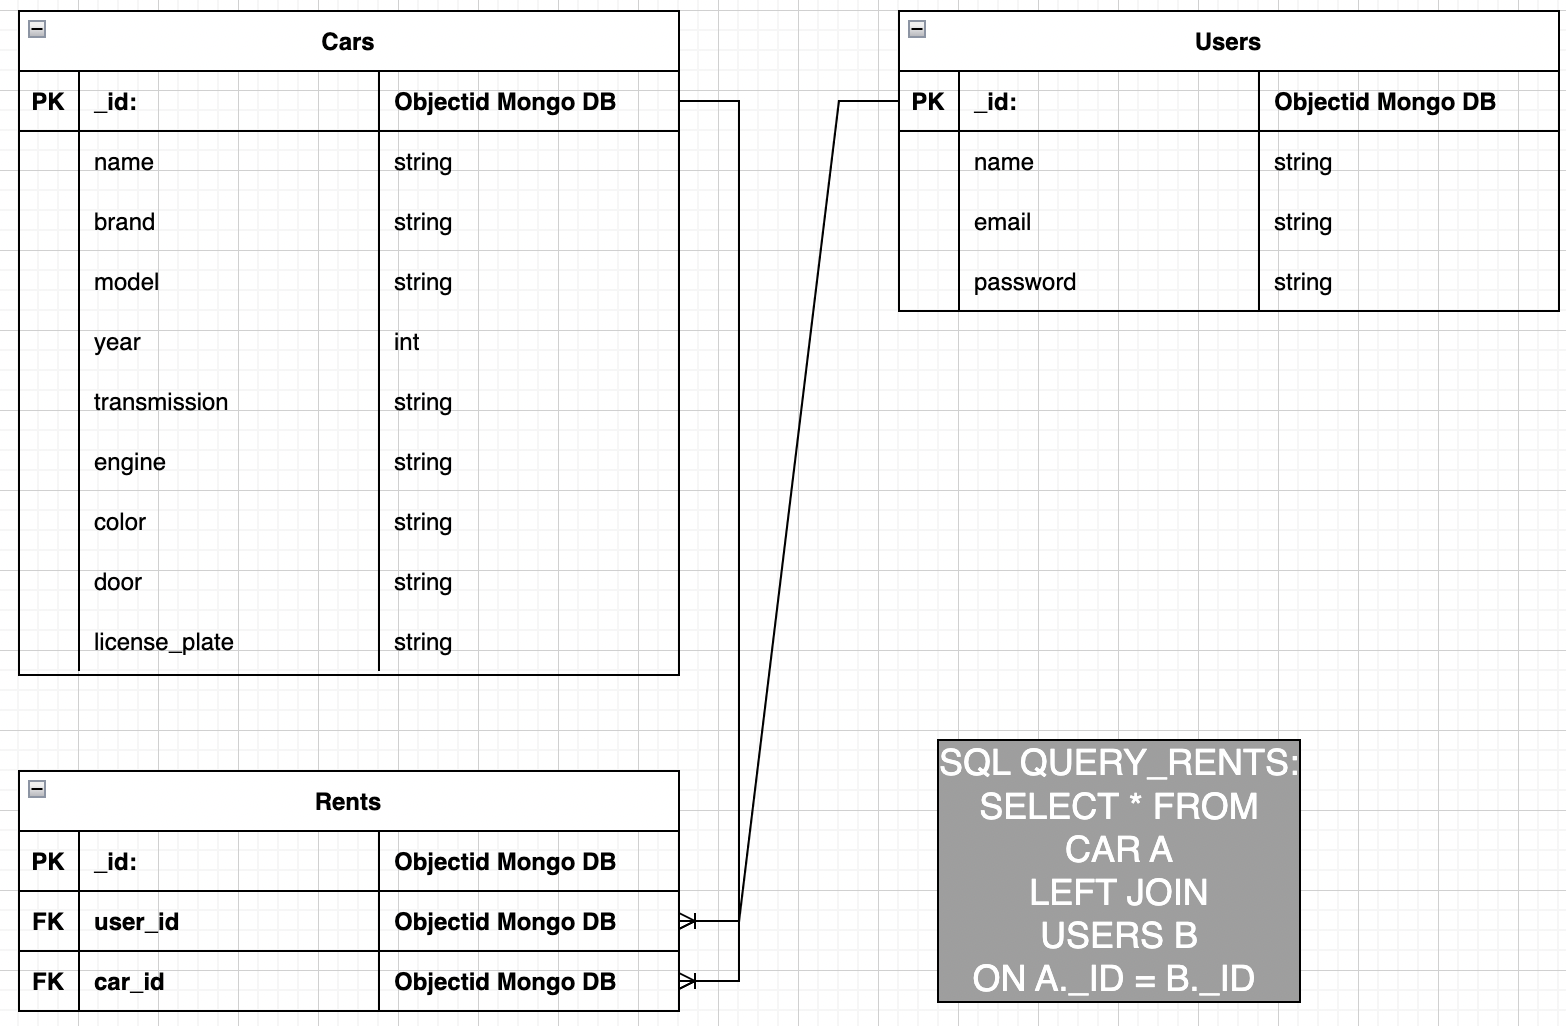 Cars
PK _id: Objectid Mongo DB
name string
brand string
model string
year int
transmission string
engine string
color string
door string
license_plate string
Users
PK _id: Objectid Mongo DB
name string
email string
password string
Rents
PK _id: Objectid Mongo DB
FK user_id Objectid Mongo DB
FK car_id Objectid Mongo DB
SQL QUERY_RENTS:
SELECT * FROM
CAR A
LEFT JOIN
USERS B
ON A._ID = B._ID